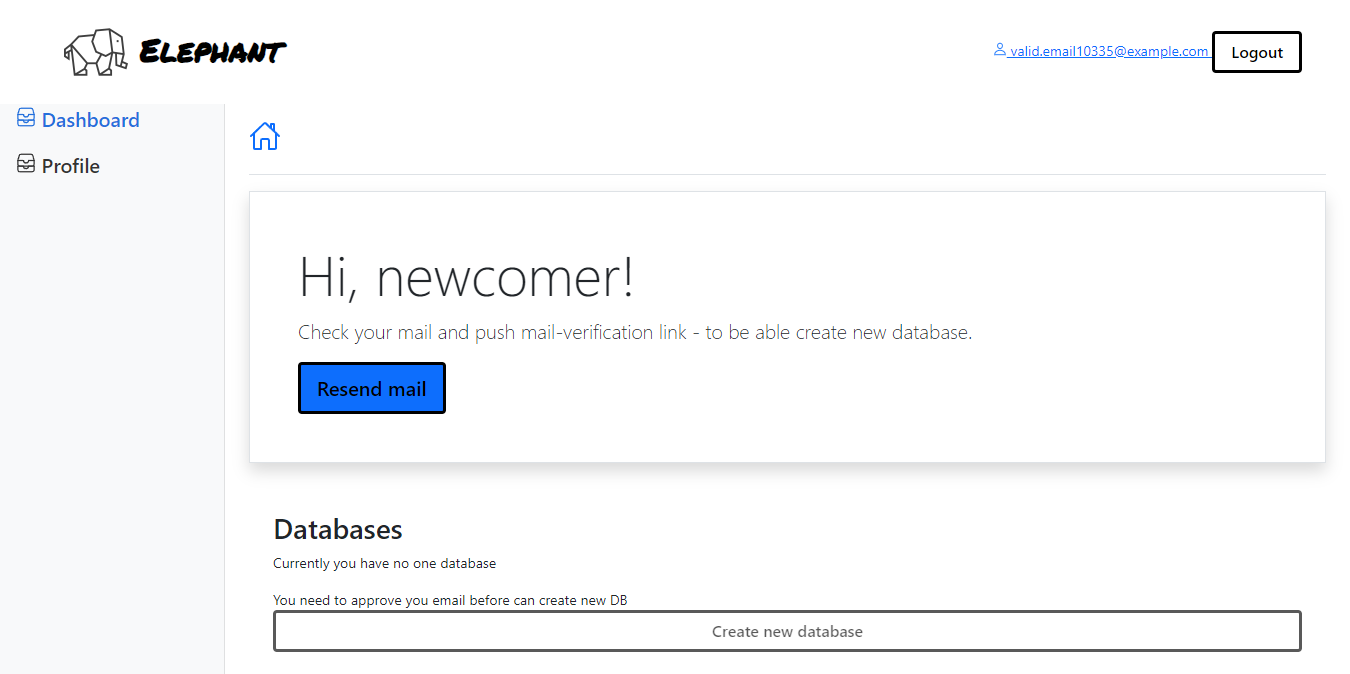 Elephant
valid.email10335@example.com
Logout
Dashboard
Profile
Hi, newcomer!
Check your mail and push mail-verification link - to be able create new database.
Resend mail
Databases
Currently you have no one database
You need to approve you email before can create new DB
Create new database